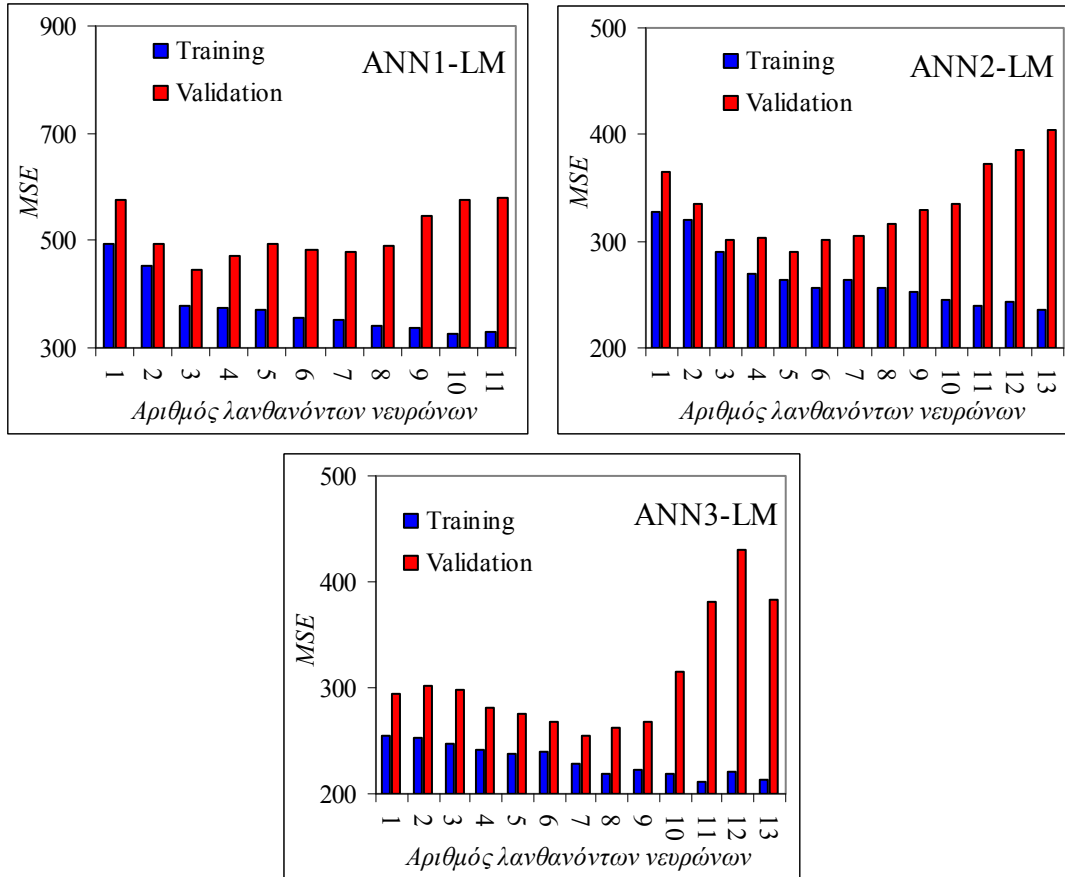 900
700
500
300
MSE
Training
Validation
ANN1-LM
1 2 3 4 5 6 7 8 9 10 11
Αριθμός λανθανόντων νευρώνων
500
400
300
200
MSE
Training
Validation
ANN2-LM
1 2 3 4 5 6 7 8 9 10 11 12 13
Αριθμός λανθανόντων νευρώνων
500
400
300
200
MSE
Training
Validation
ANN3-LM
1 2 3 4 5 6 7 8 9 10 11 12 13
Αριθμός λανθανόντων νευρώνων